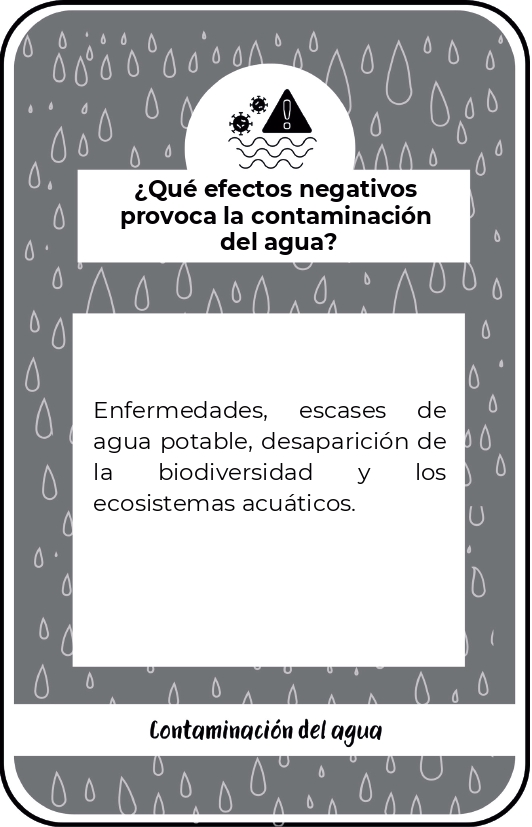 ¿Qué efectos negativos
provoca la contaminación
del agua?
Enfermedades, escases de
agua potable, desaparición de
la biodiversidad y los
ecosistemas acuáticos.
Contaminación del agua